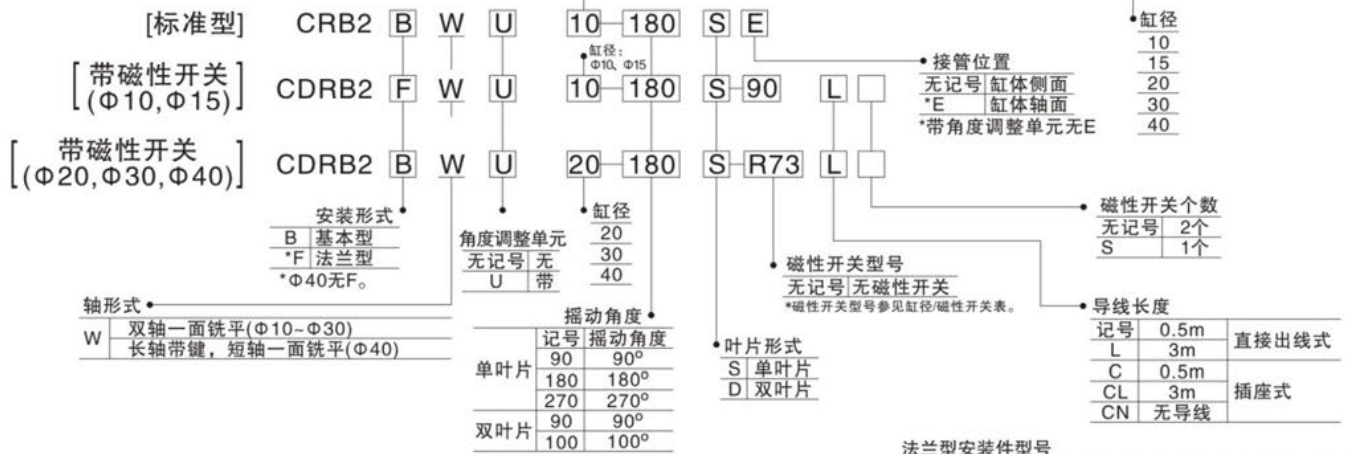 [标准型] CRB2 B W U 10-180 S E
缸径:
Φ10、Φ15
[带磁性开关
(Φ10,Φ15)] CDRB2 F W U 10-180 S-90 L
[带磁性开关
(Φ20,Φ30,Φ40)] CDRB2 B W U 20-180 S-R73 L
接管位置
无记号 缸体侧面
*E 缸体轴面
*带角度调整单元无E
缸径
10
15
20
30
40
安装形式
B 基本型
*F 法兰型
*Φ40无F。
轴形式
W 双轴一面铣平(Φ10~Φ30)
长轴带键，短轴一面铣平(Φ40)
角度调整单元
无记号 无
U 带
缸径
20
30
40
摇动角度
记号 摇动角度
单叶片 90 90°
180 180°
270 270°
双叶片 90 90°
100 100°
叶片形式
S 单叶片
D 双叶片
磁性开关型号
无记号 无磁性开关
*磁性开关型号参见缸径/磁性开关表。
磁性开关个数
无记号 2个
S 1个
导线长度
记号 0.5m 直接出线式
L 3m
C 0.5m 插座式
CL 3m
CN 无导线
法兰型安装件型号